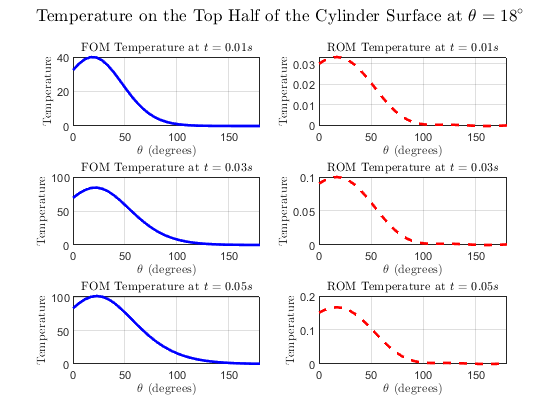 Temperature on the Top Half of the Cylinder Surface at θ = 18°
FOM Temperature at t = 0.01s
Temperature
40
20
0
0 50 100 150
θ (degrees)
ROM Temperature at t = 0.01s
Temperature
0.03
0.02
0.01
0
0 50 100 150
θ (degrees)
FOM Temperature at t = 0.03s
Temperature
100
50
0
0 50 100 150
θ (degrees)
ROM Temperature at t = 0.03s
Temperature
0.1
0.05
0
0 50 100 150
θ (degrees)
FOM Temperature at t = 0.05s
Temperature
100
50
0
0 50 100 150
θ (degrees)
ROM Temperature at t = 0.05s
Temperature
0.2
0.1
0
0 50 100 150
θ (degrees)